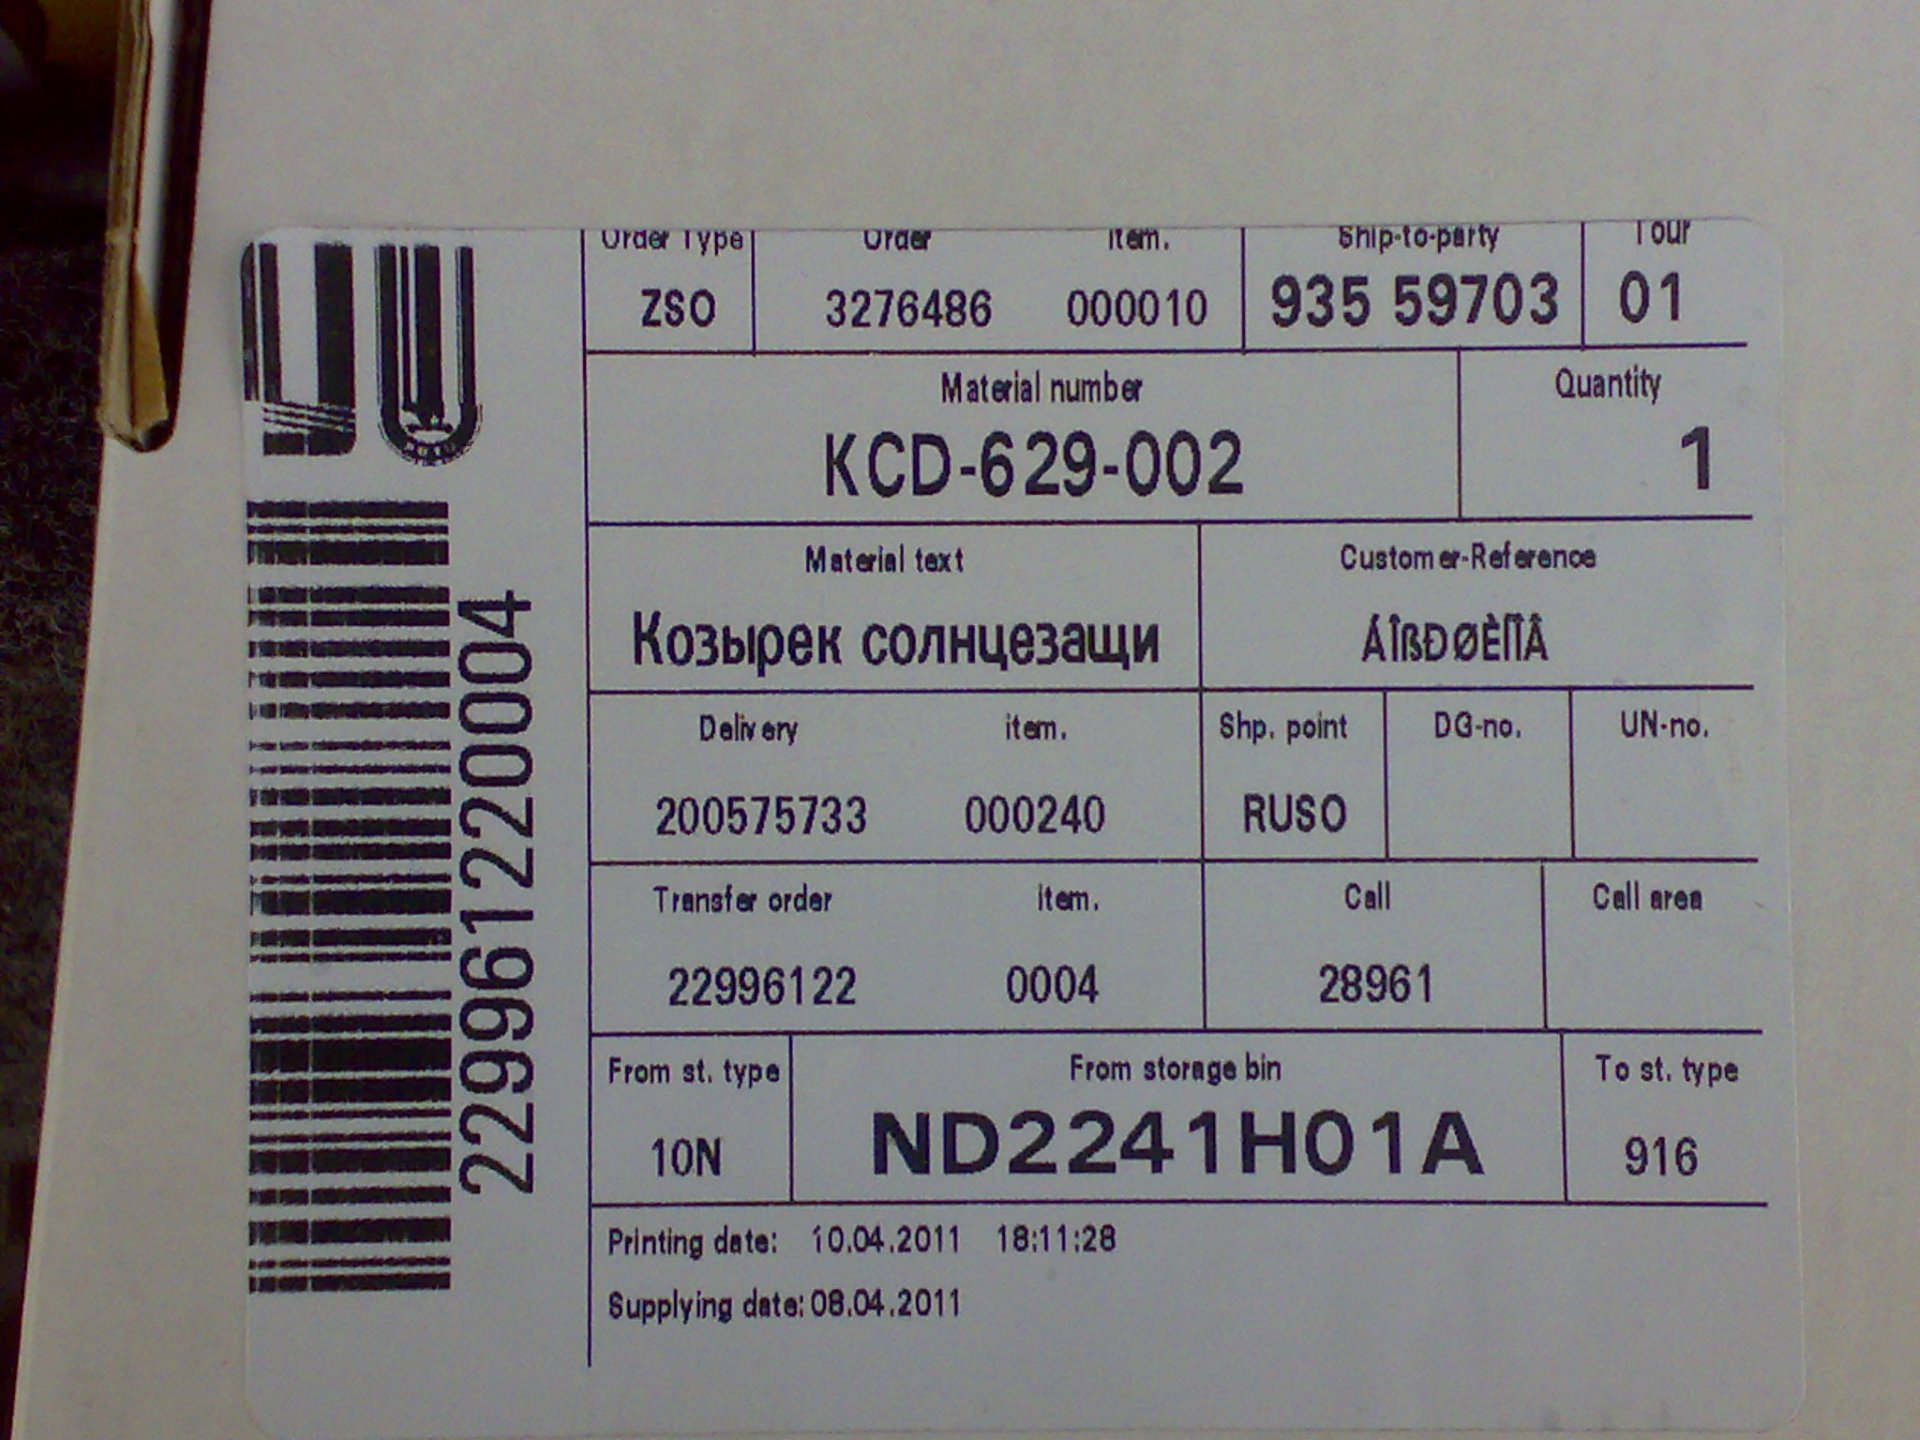 Order Type Order Item. Ship-to-party Tour
ZSO 3276486 000010 935 59703 01
Material number Quantity
KCD-629-002 1
Material text Customer-Reference
Козырек солнцезащи ÁÎßÐØÈÏÎÂ
Delivery item. Shp. point DG-no. UN-no.
200575733 000240 RUSO
Transfer order Item. Call Call area
22996122 0004 28961
From st. type From storage bin To st. type
10N ND2241H01A 916
Printing date: 10.04.2011 18:11:28
Supplying date: 08.04.2011
229961220004